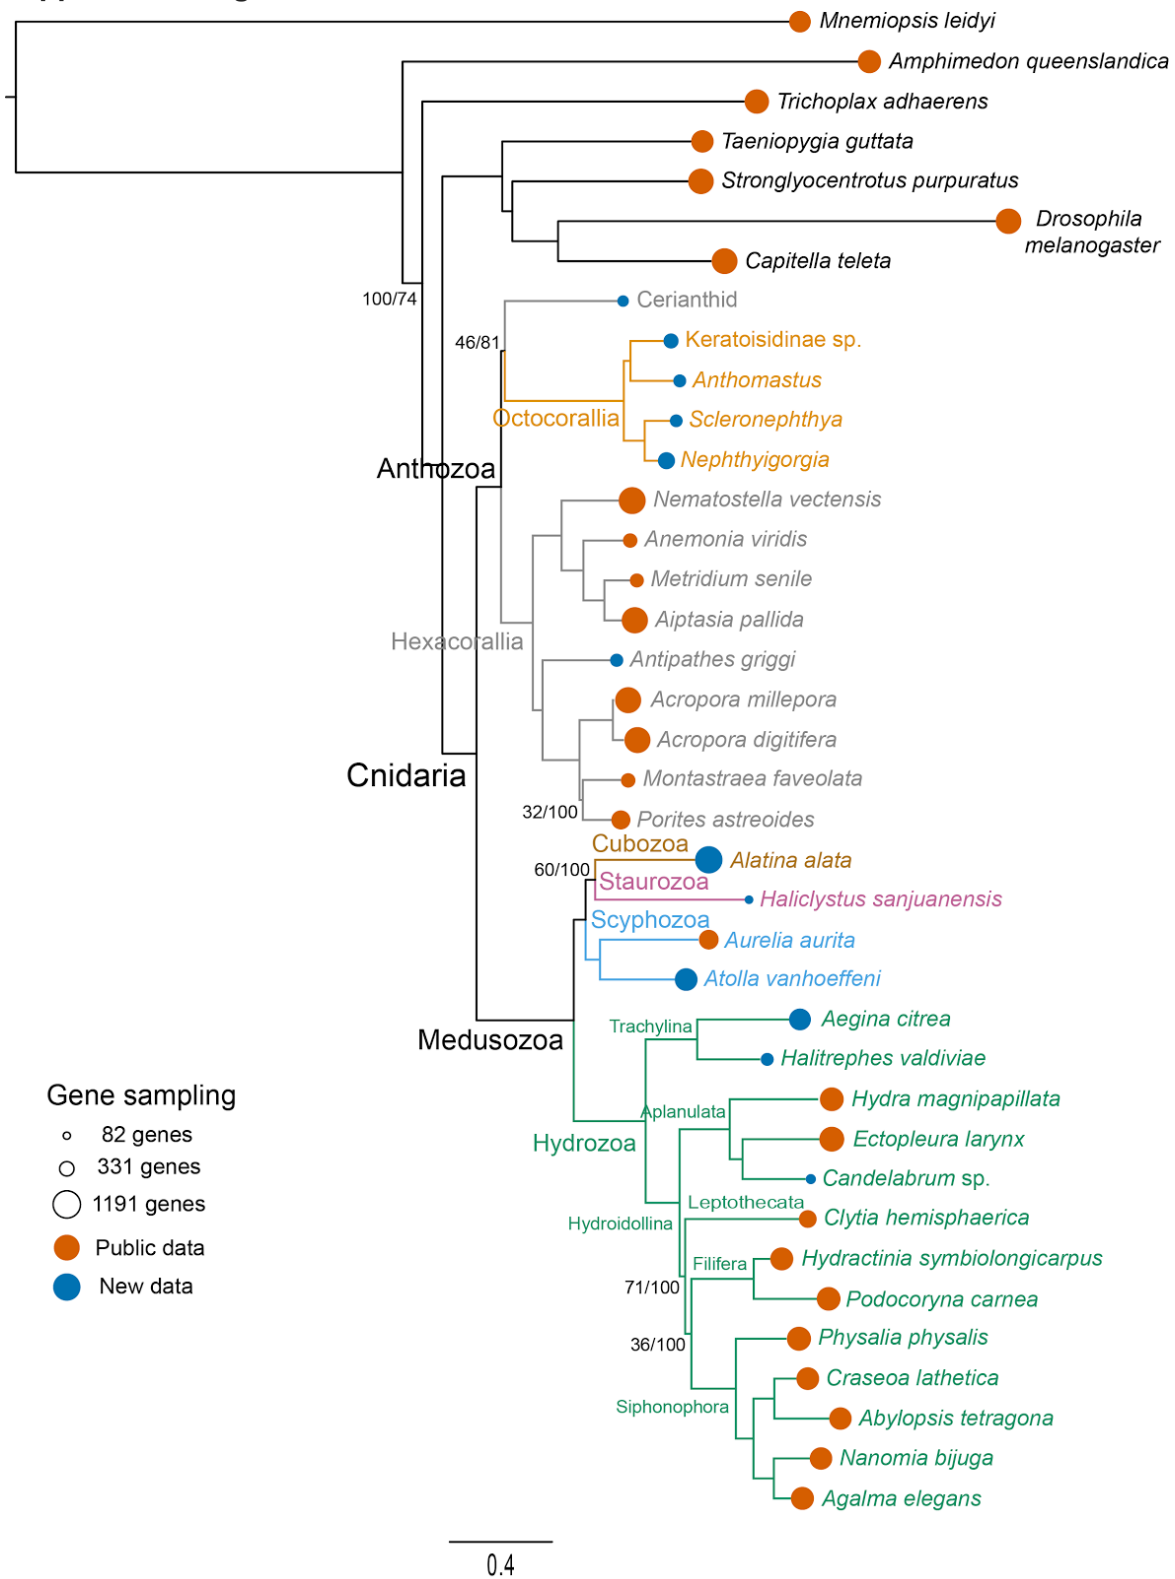 Mnemiopsis leidyi
Amphimedon queenslandica
Trichoplax adhaerens
Taeniopygia guttata
Stronglyocentrotus purpuratus
Drosophila
melanogaster
Capitella teleta
100/74
Cerianthid
46/81
Keratoisidinae sp.
Anthomastus
Octocorallia
Scleronephthya
Nephthyigorgia
Anthozoa
Nematostella vectensis
Anemonia viridis
Metridium senile
Aiptasia pallida
Hexacorallia
Antipathes griggi
Acropora millepora
Acropora digitifera
Cnidaria
Montastraea faveolata
32/100
Porites astreoides
Cubozoa
Alatina alata
60/100
Staurozoa
Haliclystus sanjuanensis
Scyphozoa
Aurelia aurita
Atolla vanhoeffeni
Trachylina
Aegina citrea
Medusozoa
Halitrephes valdiviae
Aplanulata
Hydra magnipapillata
Hydrozoa
Ectopleura larynx
Candelabrum sp.
Leptothecata
Hydroidollina
Clytia hemisphaerica
Filifera
Hydractinia symbiolongicarpus
71/100
Podocoryna carnea
36/100
Physalia physalis
Craseoa lathetica
Siphonophora
Abylopsis tetragona
Nanomia bijuga
Agalma elegans
Gene sampling
82 genes
331 genes
1191 genes
Public data
New data
0.4